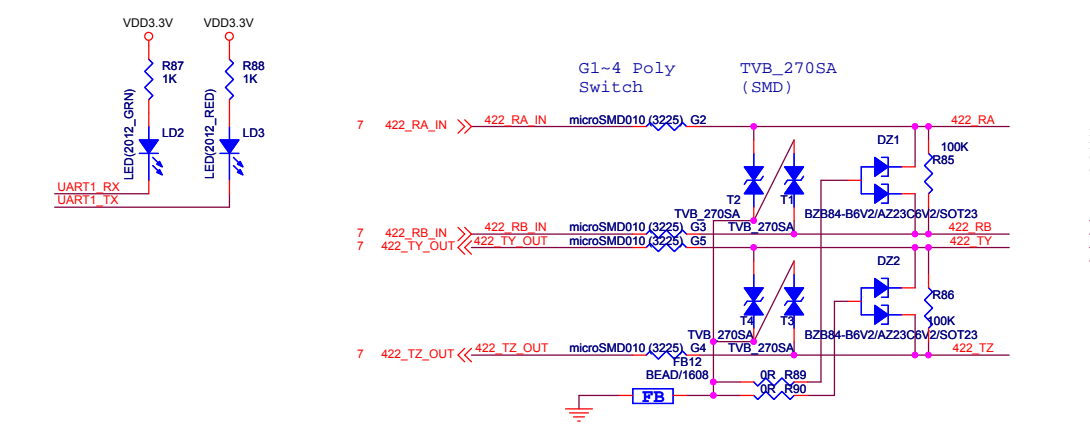 VDD3.3V
VDD3.3V
R87
1K
R88
1K
LED(2012_GRN)
LD2
LED(2012_RED)
LD3
UART1_RX
UART1_TX
G1~4 Poly
Switch
TVB_270SA
(SMD)
7 422_RA_IN 422_RA_IN microSMD010 (3225) G2 422_RA
DZ1
100K
R85
T2 T1
TVB_270SA
BZB84-B6V2/AZ23C6V2/SOT23
7 422_RB_IN 422_RB_IN microSMD010 (3225) G3 TVB_270SA 422_RB
7 422_TY_OUT 422_TY_OUT microSMD010 (3225) G5 422_TY
DZ2
R86
T4 T3
100K
TVB_270SA
BZB84-B6V2/AZ23C6V2/SOT23
7 422_TZ_OUT 422_TZ_OUT microSMD010 (3225) G4 TVB_270SA 422_TZ
FB12
BEAD/1608
0R R89
0R R90
FB